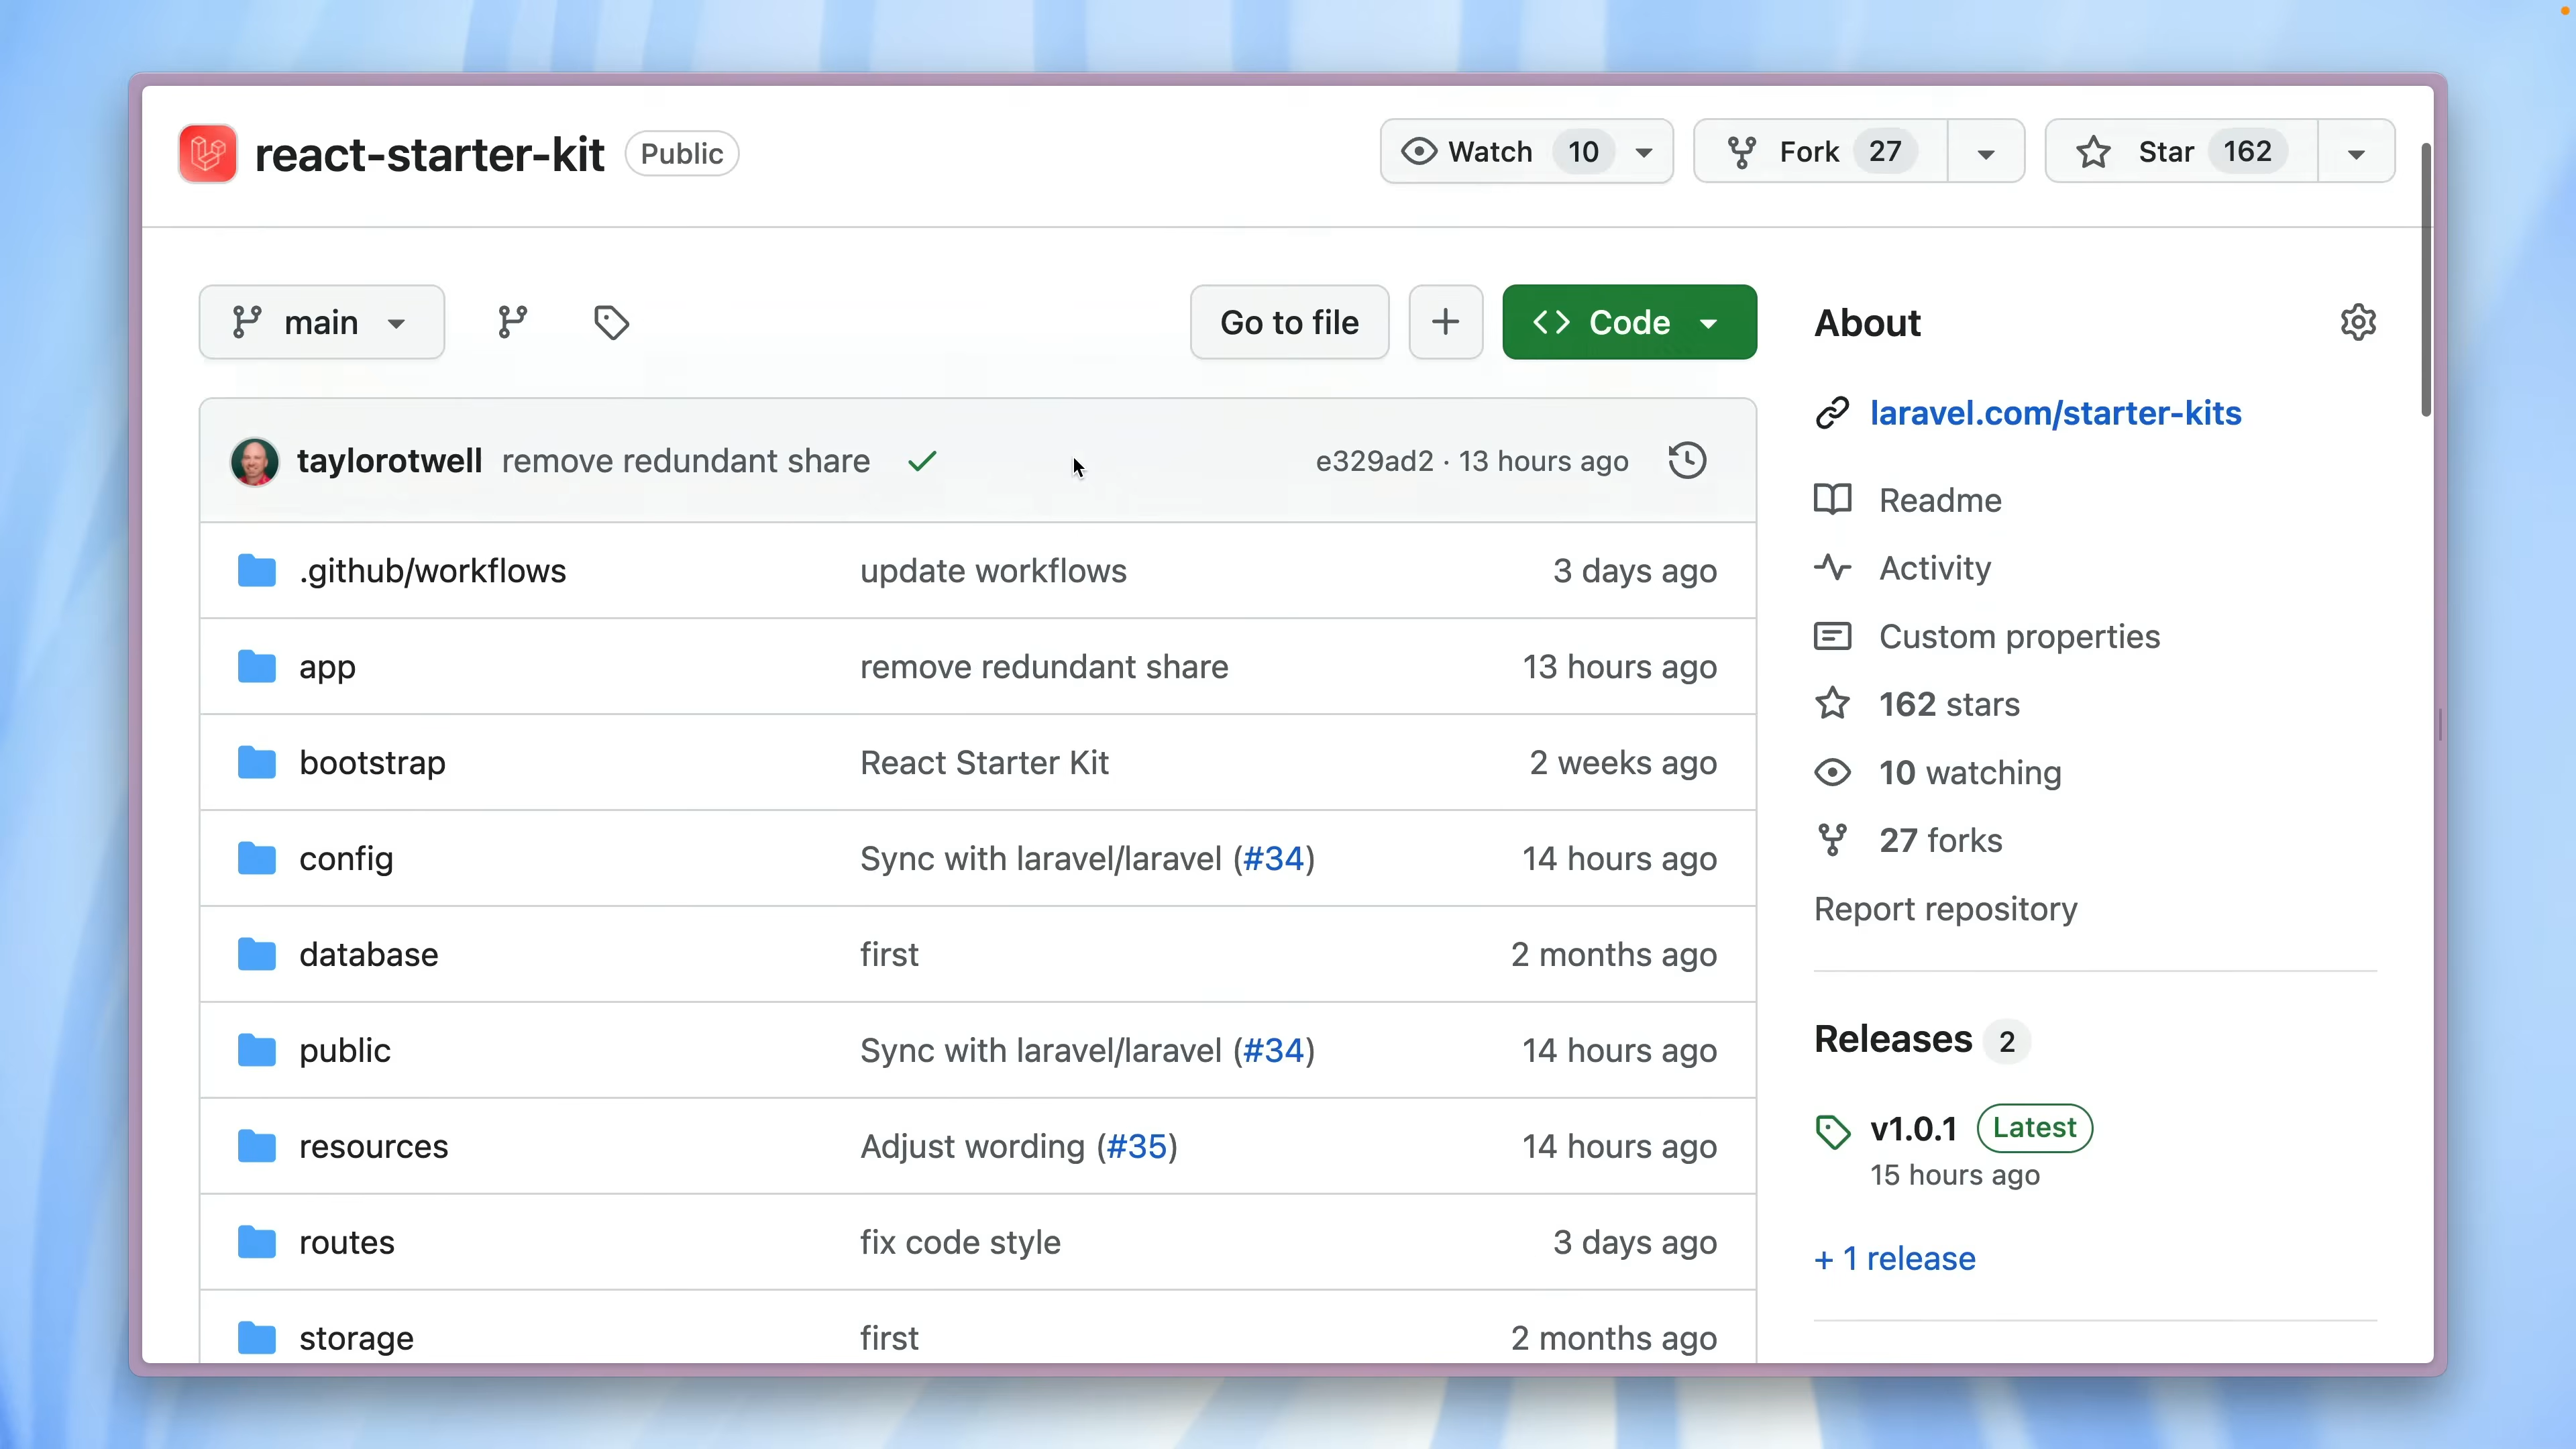 react-starter-kit Public Watch 10 Fork 27 Star 162
main Go to file Code About
laravel.com/starter-kits
taylorotwell remove redundant share e329ad2 · 13 hours ago
Readme
.github/workflows update workflows 3 days ago
Activity
Custom properties
app remove redundant share 13 hours ago
162 stars
bootstrap React Starter Kit 2 weeks ago
10 watching
27 forks
config Sync with laravel/laravel (#34) 14 hours ago
Report repository
database first 2 months ago
Releases 2
public Sync with laravel/laravel (#34) 14 hours ago
v1.0.1 Latest
resources Adjust wording (#35) 14 hours ago
15 hours ago
routes fix code style 3 days ago
+ 1 release
storage first 2 months ago